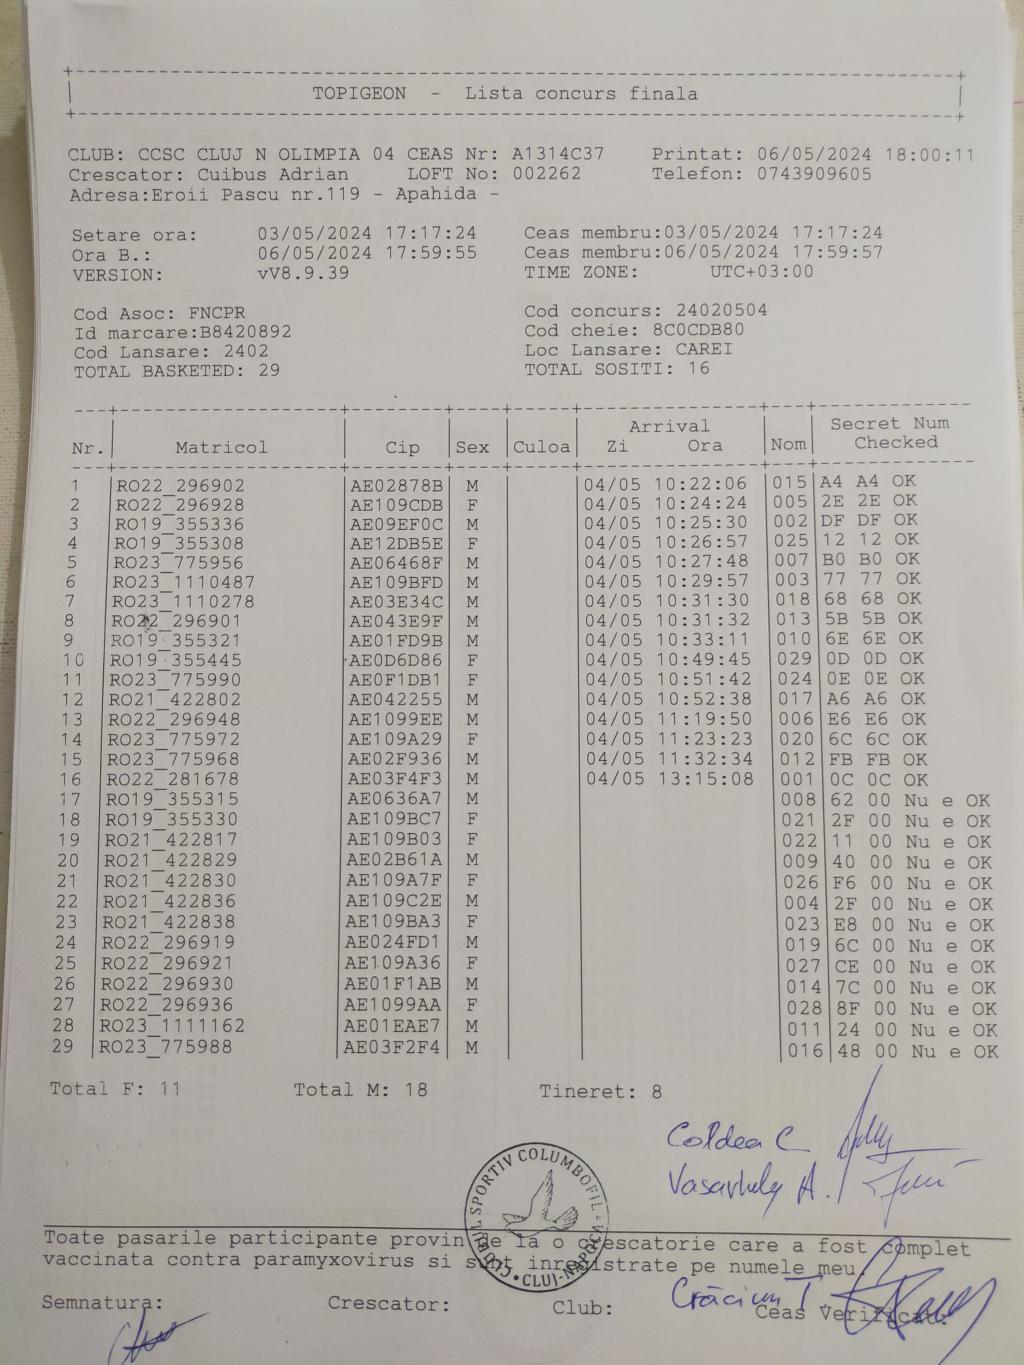 TOPIGEON - Lista concurs finala
CLUB: CCSC CLUJ N OLIMPIA 04 CEAS Nr: A1314C37 Printat: 06/05/2024 18:00:11
Crescator: Cuibus Adrian LOFT No: 002262 Telefon: 0743909605
Adresa:Eroii Pascu nr.119 - Apahida -
Setare ora: 03/05/2024 17:17:24 Ceas membru:03/05/2024 17:17:24
Ora B.: 06/05/2024 17:59:55 Ceas membru:06/05/2024 17:59:57
VERSION: vV8.9.39 TIME ZONE: UTC+03:00
Cod Asoc: FNCPR Cod concurs: 24020504
Id marcare:B8420892 Cod cheie: 8C0CDB80
Cod Lansare: 2402 Loc Lansare: CAREI
TOTAL BASKETED: 29 TOTAL SOSITI: 16
Arrival Secret Num
Nr. Matricol Cip Sex Culoa Zi Ora Nom Checked
1 RO22_296902 AE02878B M 04/05 10:22:06 015 A4 A4 OK
2 RO22_296928 AE109CDB F 04/05 10:24:24 005 2E 2E OK
3 RO19_355336 AE09EF0C M 04/05 10:25:30 002 DF DF OK
4 RO19_355308 AE12DB5E F 04/05 10:26:57 025 12 12 OK
5 RO23_775956 AE06468F M 04/05 10:27:48 007 B0 B0 OK
6 RO23_1110487 AE109BFD M 04/05 10:29:57 003 77 77 OK
7 RO23_1110278 AE03E34C M 04/05 10:31:30 018 68 68 OK
8 RO22_296901 AE043E9F M 04/05 10:31:32 013 5B 5B OK
9 RO19_355321 AE01FD9B M 04/05 10:33:11 010 6E 6E OK
10 RO19_355445 AE0D6D86 F 04/05 10:49:45 029 0D 0D OK
11 RO23_775990 AE0F1DB1 F 04/05 10:51:42 024 0E 0E OK
12 RO21_422802 AE042255 M 04/05 10:52:38 017 A6 A6 OK
13 RO22_296948 AE1099EE M 04/05 11:19:50 006 E6 E6 OK
14 RO23_775972 AE109A29 F 04/05 11:23:23 020 6C 6C OK
15 RO23_775968 AE02F936 M 04/05 11:32:34 012 FB FB OK
16 RO22_281678 AE03F4F3 M 04/05 13:15:08 001 0C 0C OK
17 RO19_355315 AE0636A7 M 008 62 00 Nu e OK
18 RO19_355330 AE109BC7 F 021 2F 00 Nu e OK
19 RO21_422817 AE109B03 F 022 11 00 Nu e OK
20 RO21_422829 AE02B61A M 009 40 00 Nu e OK
21 RO21_422830 AE109A7F F 026 F6 00 Nu e OK
22 RO21_422836 AE109C2E M 004 2F 00 Nu e OK
23 RO21_422838 AE109BA3 F 023 E8 00 Nu e OK
24 RO22_296919 AE024FD1 M 019 6C 00 Nu e OK
25 RO22_296921 AE109A36 F 027 CE 00 Nu e OK
26 RO22_296930 AE01F1AB M 014 7C 00 Nu e OK
27 RO22_296936 AE1099AA F 028 8F 00 Nu e OK
28 RO23_1111162 AE01EAE7 M 011 24 00 Nu e OK
29 RO23_775988 AE03F2F4 M 016 48 00 Nu e OK
Total F: 11 Total M: 18 Tineret: 8
Coldea C
Vasarhely A.
CLUBUL SPORTIV COLUMBOFIL CLUJ-NAPOCA
Toate pasarile participante provin de la o crescatorie care a fost complet
vaccinata contra paramyxovirus si sunt inregistrate pe numele meu.
Crăciun T
Semnatura: Crescator: Club: Ceas Verificat: